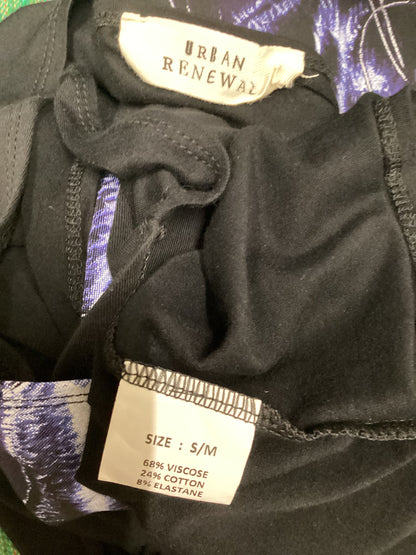 URBAN
RENEWAL
SIZE : S/M
68% VISCOSE
24% COTTON
8% ELASTANE